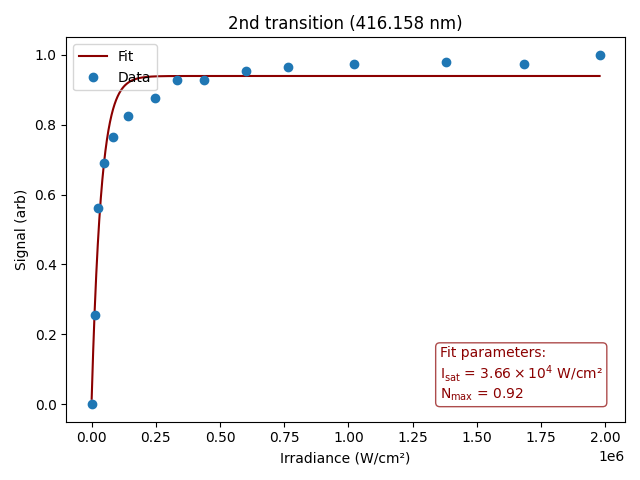 2nd transition (416.158 nm)
Fit
Data
1.0
0.8
0.6
0.4
0.2
0.0
Signal (arb)
Fit parameters:
I_sat = 3.66 × 10⁴ W/cm²
N_max = 0.92
0.00 0.25 0.50 0.75 1.00 1.25 1.50 1.75 2.00
1e6
Irradiance (W/cm²)